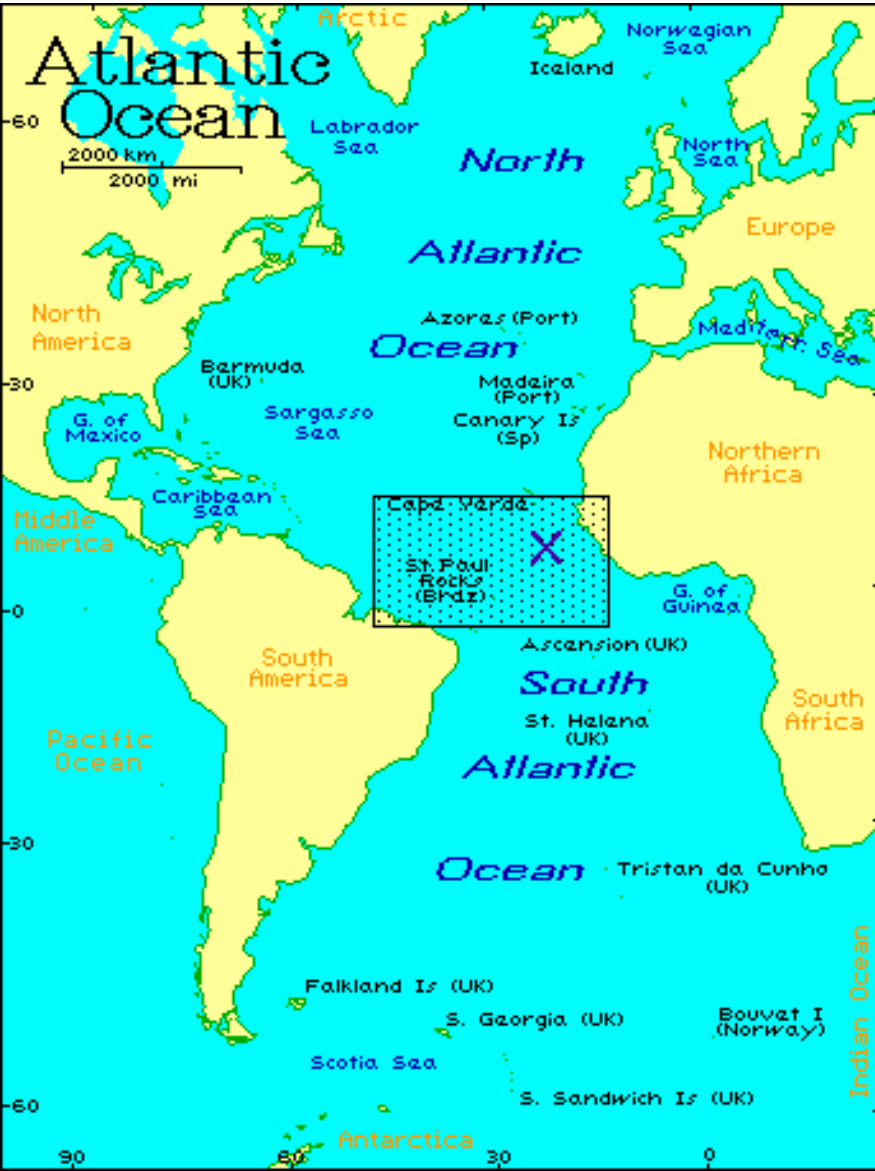 Arctic
Norwegian
Sea
Atlantic
Ocean
Iceland
60
Labrador
Sea
North
Sea
2000 km
2000 mi
North
Europe
Atlantic
North
America
Azores (Port)
Ocean
Mediterr. Sea
Bermuda
(UK)
30
Madeira
(Port)
Sargasso
Sea
G. of
Mexico
Canary Is
(Sp)
Northern
Africa
Caribbean
Sea
Cape Verde
Middle
America
X
St. Paul
Rocks
(Brdz)
0
G. of
Guinea
Ascension (UK)
South
America
South
South
Africa
St. Helena
(UK)
Pacific
Ocean
Atlantic
30
Ocean
Tristan da Cunha
(UK)
Indian Ocean
Falkland Is (UK)
S. Georgia (UK)
Bouvet I
(Norway)
Scotia Sea
S. Sandwich Is (UK)
60
Antarctica
90
60
30
0